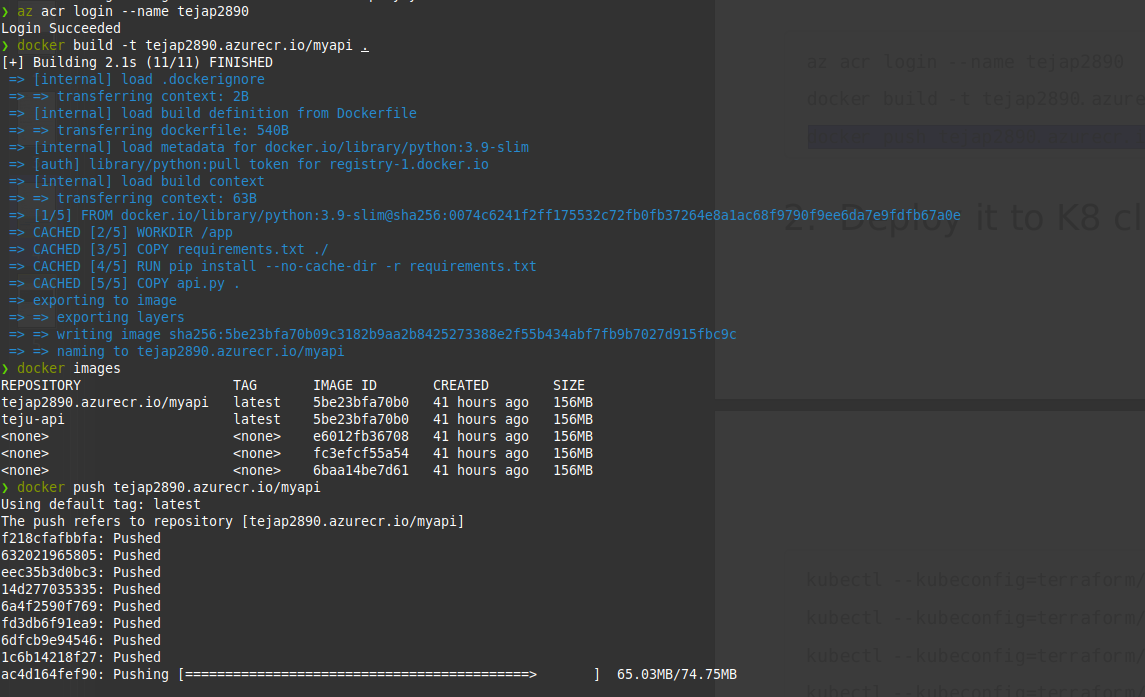 ❯ az acr login --name tejap2890
Login Succeeded
❯ docker build -t tejap2890.azurecr.io/myapi .
[+] Building 2.1s (11/11) FINISHED
=> [internal] load .dockerignore
=> => transferring context: 2B
=> [internal] load build definition from Dockerfile
=> => transferring dockerfile: 540B
=> [internal] load metadata for docker.io/library/python:3.9-slim
=> [auth] library/python:pull token for registry-1.docker.io
=> [internal] load build context
=> => transferring context: 63B
=> [1/5] FROM docker.io/library/python:3.9-slim@sha256:0074c6241f2ff175532c72fb0fb37264e8a1ac68f9790f9ee6da7e9fdfb67a0e
=> CACHED [2/5] WORKDIR /app
=> CACHED [3/5] COPY requirements.txt ./
=> CACHED [4/5] RUN pip install --no-cache-dir -r requirements.txt
=> CACHED [5/5] COPY api.py .
=> exporting to image
=> => exporting layers
=> => writing image sha256:5be23bfa70b09c3182b9aa2b8425273388e2f55b434abf7fb9b7027d915fbc9c
=> => naming to tejap2890.azurecr.io/myapi
❯ docker images
REPOSITORY TAG IMAGE ID CREATED SIZE
tejap2890.azurecr.io/myapi latest 5be23bfa70b0 41 hours ago 156MB
teju-api latest 5be23bfa70b0 41 hours ago 156MB
<none> <none> e6012fb36708 41 hours ago 156MB
<none> <none> fc3efcf55a54 41 hours ago 156MB
<none> <none> 6baa14be7d61 41 hours ago 156MB
❯ docker push tejap2890.azurecr.io/myapi
Using default tag: latest
The push refers to repository [tejap2890.azurecr.io/myapi]
f218cfafbbfa: Pushed
632021965805: Pushed
eec35b3d0bc3: Pushed
14d277035335: Pushed
6a4f2590f769: Pushed
fd3db6f91ea9: Pushed
6dfcb9e94546: Pushed
1c6b14218f27: Pushed
ac4d164fef90: Pushing [===========================================>       ] 65.03MB/74.75MB
az acr login --name tejap2890
docker build -t tejap2890 azure
docker push tejap2890
2. Deploy it to K8 cl
kubectl --kubeconfig=terraform/
kubectl --kubeconfig=terraform/
kubectl --kubeconfig=terraform/
kubectl --kubeconfig=terraform/